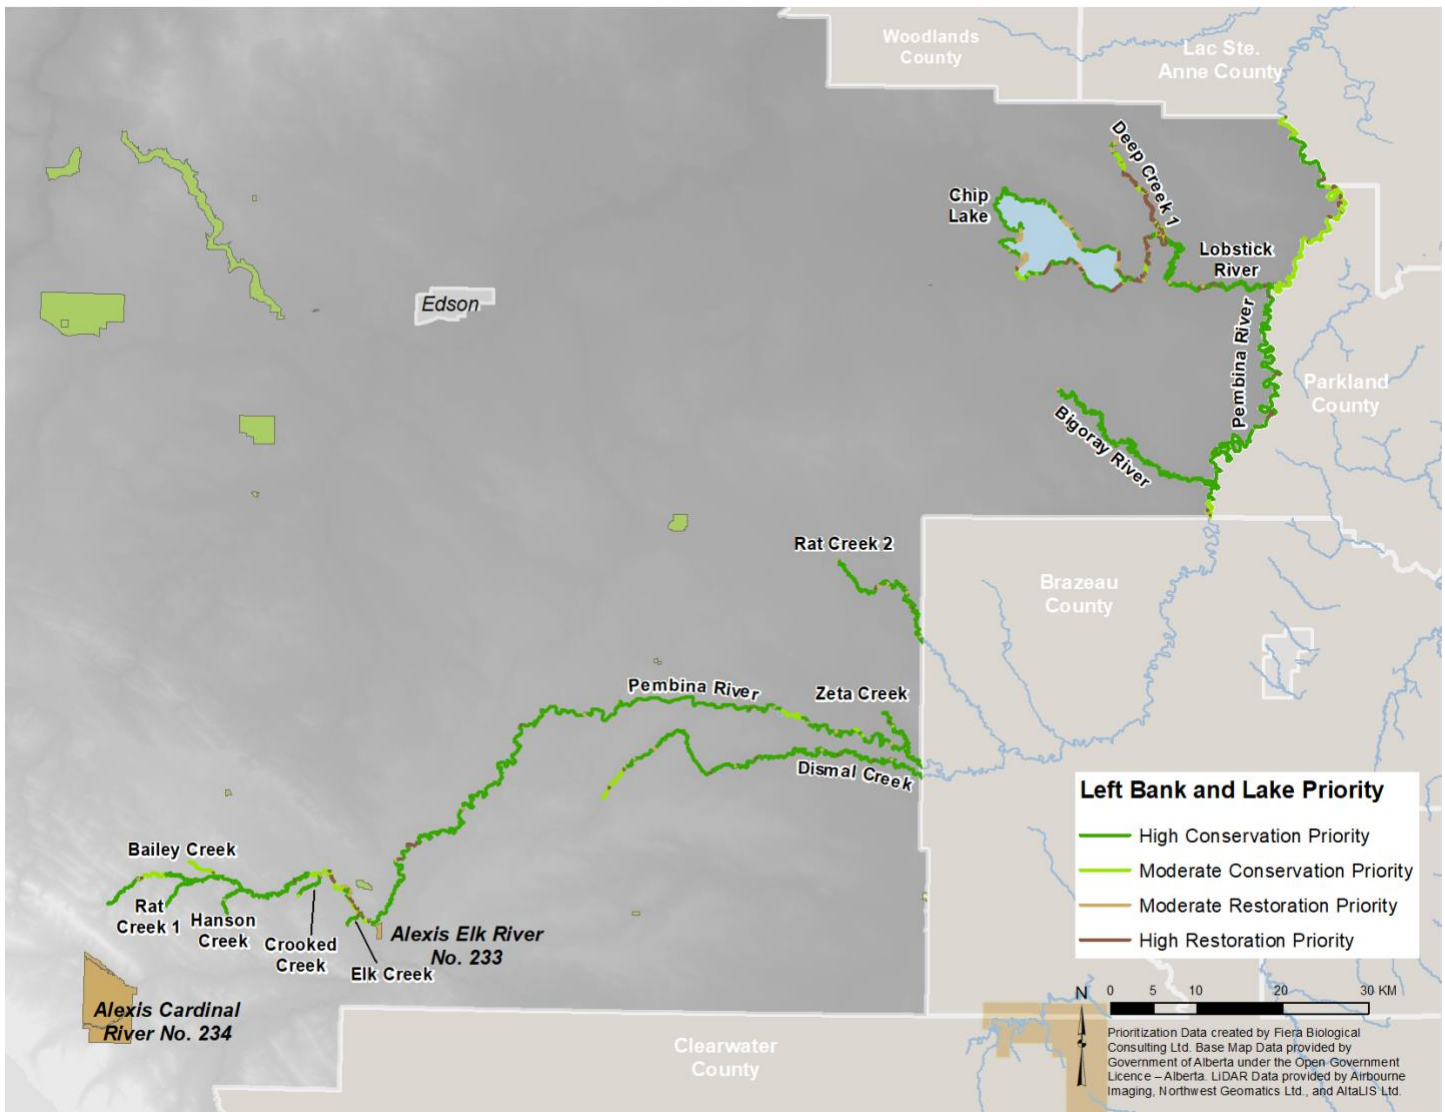 Woodlands
County
Lac Ste.
Anne County
Deep Creek 1
Chip
Lake
Lobstick
River
Edson
Pembina River
Parkland
County
Bigoray River
Rat Creek 2
Brazeau
County
Pembina River
Zeta Creek
Dismal Creek
Left Bank and Lake Priority
High Conservation Priority
Moderate Conservation Priority
Moderate Restoration Priority
High Restoration Priority
Bailey Creek
Rat
Creek 1
Hanson
Creek
Crooked
Creek
Elk Creek
Alexis Elk River
No. 233
Alexis Cardinal
River No. 234
Clearwater
County
N
0 5 10 20 30 KM
Prioritization Data created by Fiera Biological
Consulting Ltd. Base Map Data provided by
Government of Alberta under the Open Government
Licence – Alberta. LiDAR Data provided by Airbourne
Imaging, Northwest Geomatics Ltd., and AltaLIS Ltd.